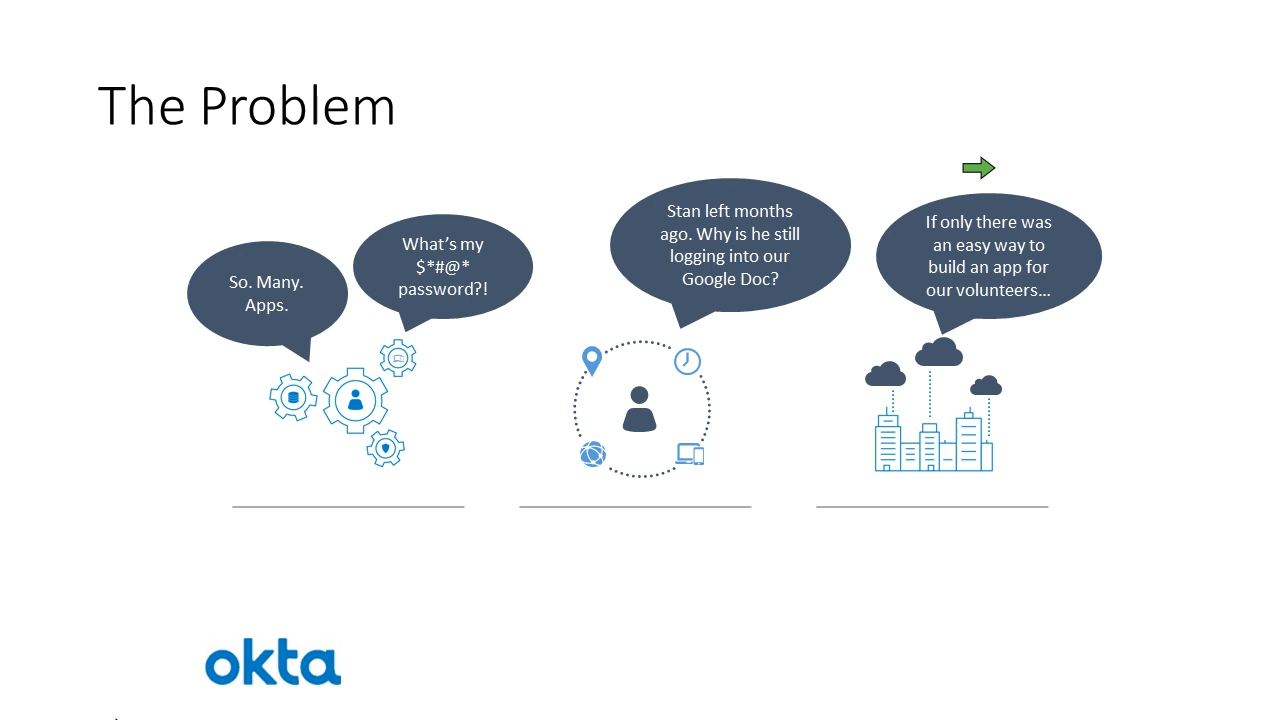 The Problem
So. Many.
Apps.
What's my
$*#@*
password?!
Stan left months
ago. Why is he still
logging into our
Google Doc?
If only there was
an easy way to
build an app for
our volunteers…
okta